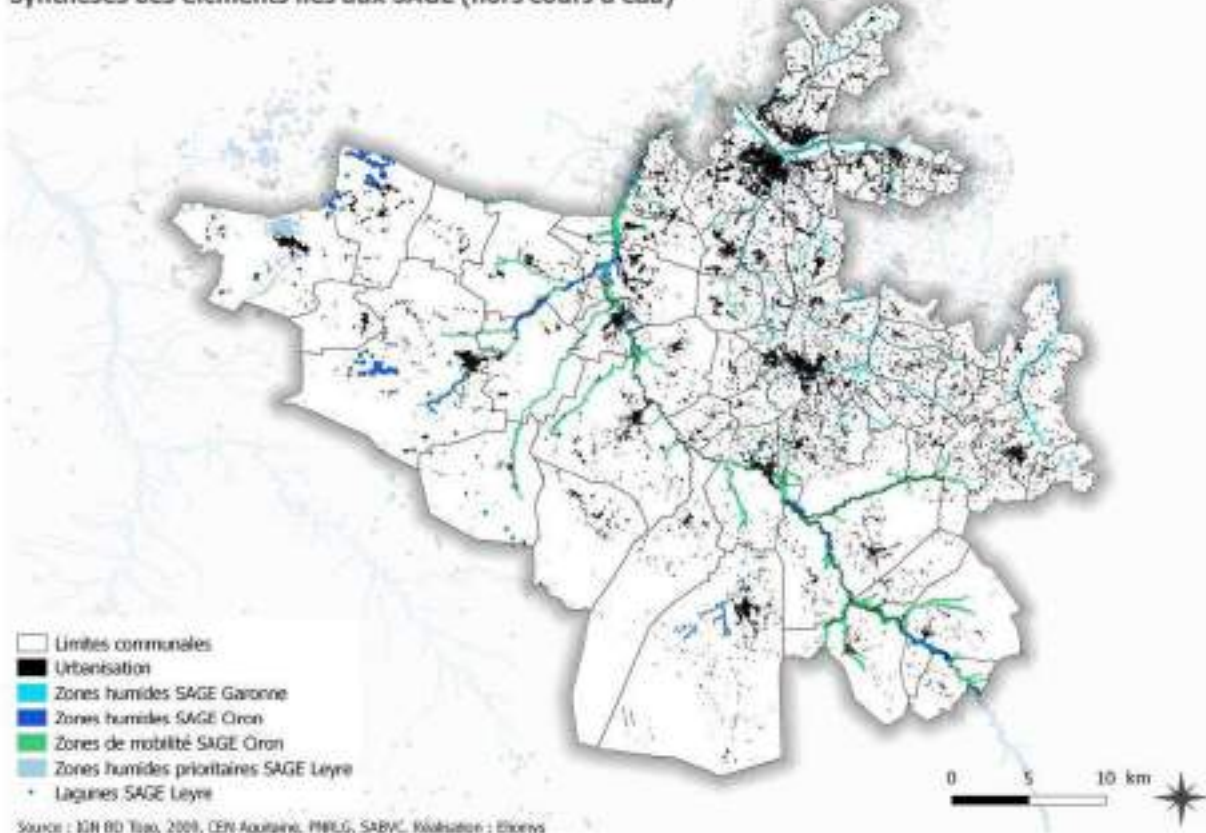 Synthèses des éléments liés aux SAGE (hors cours d'eau)
Limites communales
Urbanisation
Zones humides SAGE Garonne
Zones humides SAGE Ciron
Zones de mobilité SAGE Ciron
Zones humides prioritaires SAGE Leyre
Lagunes SAGE Leyre
0 5 10 km
Source : IGN BD Topo, 2009, CEN Aquitaine, PNRLG, SABVC. Réalisation :